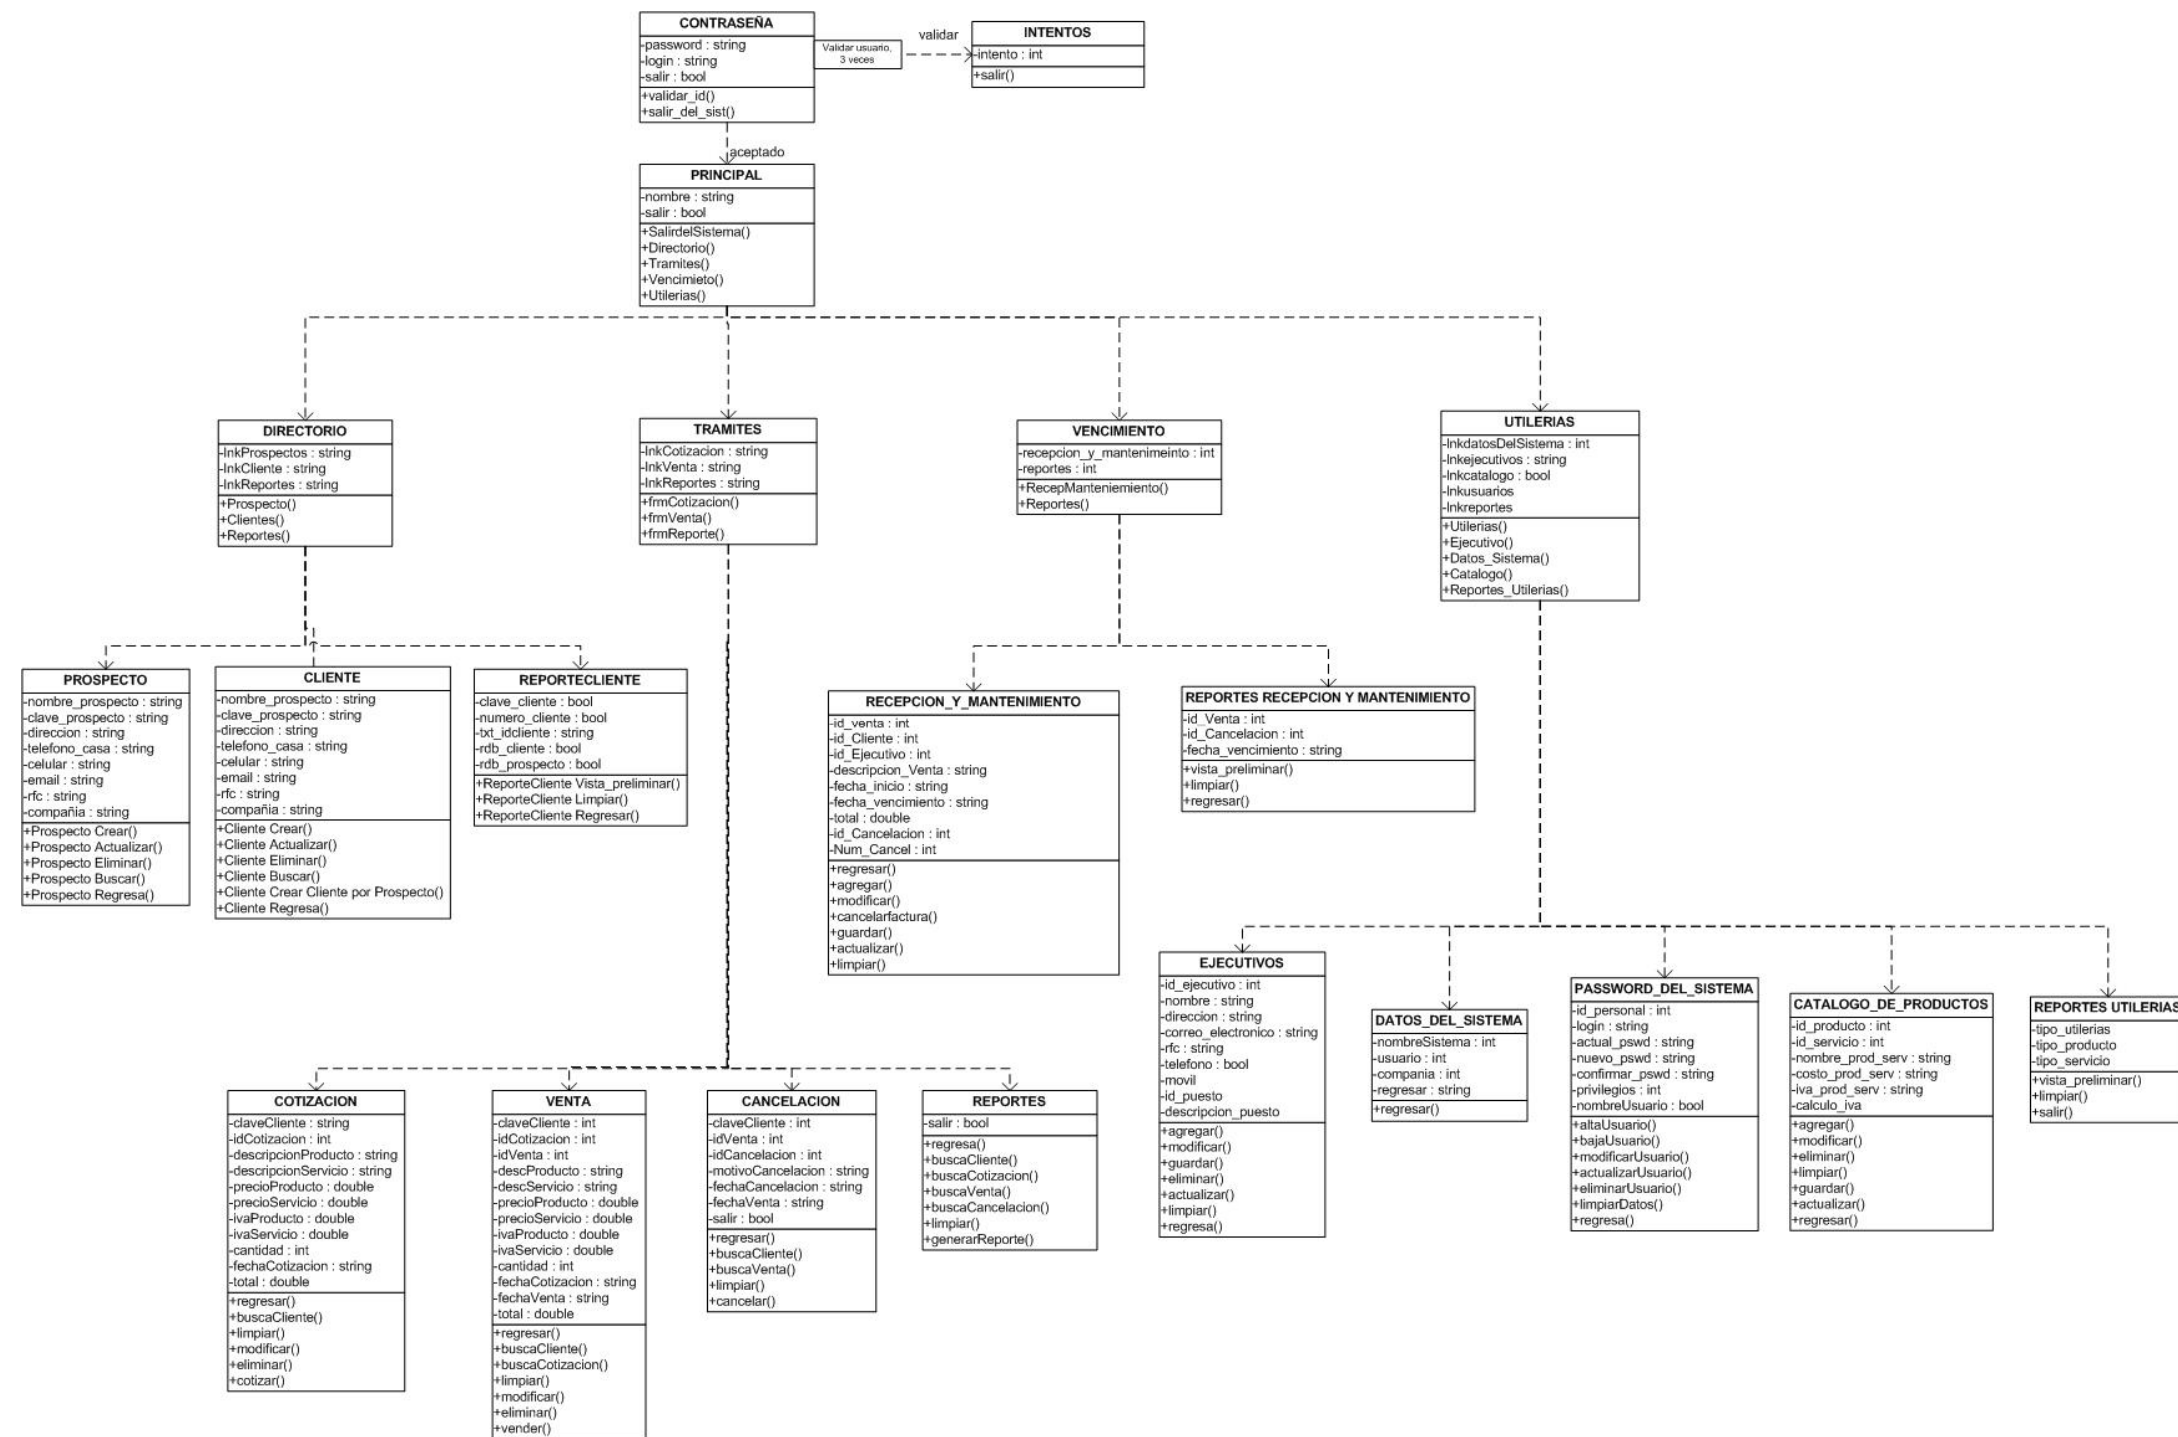 CONTRASEÑA
-password : string
-login : string
-salir : bool
+validar_id()
+salir_del_sist()
Validar usuario,
3 veces
validar
INTENTOS
-intento : int
+salir()
aceptado
PRINCIPAL
-nombre : string
-salir : bool
+SalirdelSistema()
+Directorio()
+Tramites()
+Vencimieto()
+Utilerias()
DIRECTORIO
-lnkProspectos : string
-lnkCliente : string
-lnkReportes : string
+Prospecto()
+Clientes()
+Reportes()
TRAMITES
-lnkCotizacion : string
-lnkVenta : string
-lnkReportes : string
+frmCotizacion()
+frmVenta()
+frmReporte()
VENCIMIENTO
-recepcion_y_mantenimeinto : int
-reportes : int
+RecepManteniemiento()
+Reportes()
UTILERIAS
-lnkdatosDelSistema : int
-lnkejecutivos : string
-lnkcatalogo : bool
-lnkusuarios
-lnkreportes
+Utilerias()
+Ejecutivo()
+Datos_Sistema()
+Catalogo()
+Reportes_Utilerias()
PROSPECTO
-nombre_prospecto : string
-clave_prospecto : string
-direccion : string
-telefono_casa : string
-celular : string
-email : string
-rfc : string
-compañia : string
+Prospecto Crear()
+Prospecto Actualizar()
+Prospecto Eliminar()
+Prospecto Buscar()
+Prospecto Regresa()
CLIENTE
-nombre_prospecto : string
-clave_prospecto : string
-direccion : string
-telefono_casa : string
-celular : string
-email : string
-rfc : string
-compañia : string
+Cliente Crear()
+Cliente Actualizar()
+Cliente Eliminar()
+Cliente Buscar()
+Cliente Crear Cliente por Prospecto()
+Cliente Regresa()
REPORTECLIENTE
-clave_cliente : bool
-numero_cliente : bool
-txt_idcliente : string
-rdb_cliente : bool
-rdb_prospecto : bool
+ReporteCliente Vista_preliminar()
+ReporteCliente Limpiar()
+ReporteCliente Regresar()
RECEPCION_Y_MANTENIMIENTO
-id_venta : int
-id_Cliente : int
-id_Ejecutivo : int
-descripcion_Venta : string
-fecha_inicio : string
-fecha_vencimiento : string
-total : double
-id_Cancelacion : int
-Num_Cancel : int
+regresar()
+agregar()
+modificar()
+cancelarfactura()
+guardar()
+actualizar()
+limpiar()
REPORTES RECEPCION Y MANTENIMIENTO
-id_Venta : int
-id_Cancelacion : int
-fecha_vencimiento : string
+vista_preliminar()
+limpiar()
+regresar()
EJECUTIVOS
-id_ejecutivo : int
-nombre : string
-direccion : string
-correo_electronico : string
-rfc : string
-telefono : bool
-movil
-id_puesto
-descripcion_puesto
+agregar()
+modificar()
+guardar()
+eliminar()
+actualizar()
+limpiar()
+regresa()
DATOS_DEL_SISTEMA
-nombreSistema : int
-usuario : int
-compania : int
-regresar : string
+regresar()
PASSWORD_DEL_SISTEMA
-id_personal : int
-login : string
-actual_pswd : string
-nuevo_pswd : string
-confirmar_pswd : string
-privilegios : int
-nombreUsuario : bool
+altaUsuario()
+bajaUsuario()
+modificarUsuario()
+actualizarUsuario()
+eliminarUsuario()
+limpiarDatos()
+regresa()
CATALOGO_DE_PRODUCTOS
-id_producto : int
-id_servicio : int
-nombre_prod_serv : string
-costo_prod_serv : string
-iva_prod_serv : string
-calculo_iva
+agregar()
+modificar()
+eliminar()
+limpiar()
+guardar()
+actualizar()
+regresar()
REPORTES UTILERIAS
-tipo_utilerias
-tipo_producto
-tipo_servicio
+vista_preliminar()
+limpiar()
+salir()
COTIZACION
-claveCliente : string
-idCotizacion : int
-descripcionProducto : string
-descripcionServicio : string
-precioProducto : double
-precioServicio : double
-ivaProducto : double
-ivaServicio : double
-cantidad : int
-fechaCotizacion : string
-total : double
+regresar()
+buscaCliente()
+limpiar()
+modificar()
+eliminar()
+cotizar()
VENTA
-claveCliente : int
-idCotizacion : int
-idVenta : int
-descProducto : string
-descServicio : string
-precioProducto : double
-precioServicio : double
-ivaProducto : double
-ivaServicio : double
-cantidad : int
-fechaCotizacion : string
-fechaVenta : string
-total : double
+regresar()
+buscaCliente()
+buscaCotizacion()
+limpiar()
+modificar()
+eliminar()
+vender()
CANCELACION
-claveCliente : int
-idVenta : int
-idCancelacion : int
-motivoCancelacion : string
-fechaCancelacion : string
-fechaVenta : string
-salir : bool
+regresar()
+buscaCliente()
+buscaVenta()
+limpiar()
+cancelar()
REPORTES
-salir : bool
+regresa()
+buscaCliente()
+buscaCotizacion()
+buscaVenta()
+buscaCancelacion()
+limpiar()
+generarReporte()